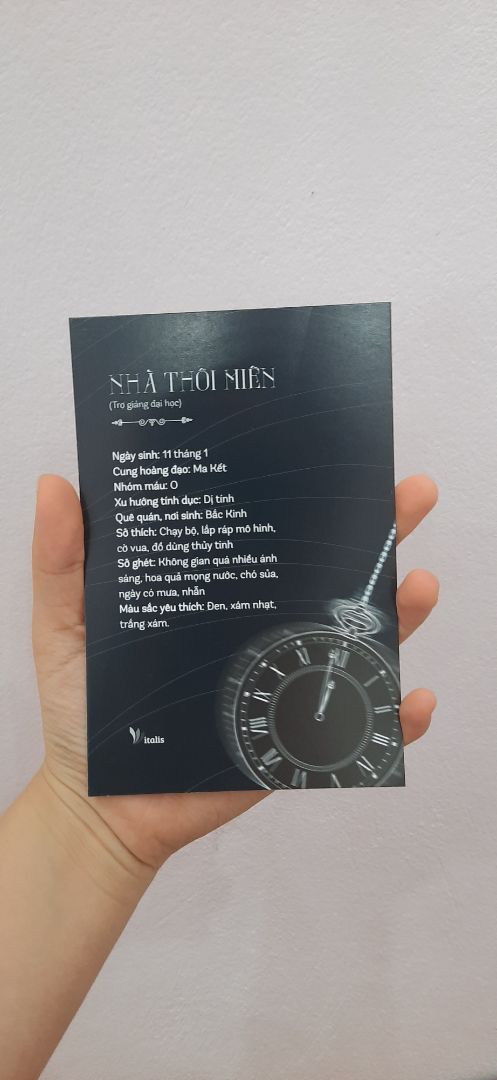 NHÀ THÔI MIÊN
(Trợ giảng đại học)
Ngày sinh: 11 tháng 1
Cung hoàng đạo: Ma Kết
Nhóm máu: O
Xu hướng tính dục: Dị tính
Quê quán, nơi sinh: Bắc Kinh
Sở thích: Chạy bộ, lắp ráp mô hình,
cờ vua, đồ dùng thủy tinh
Sở ghét: Không gian quá nhiều ánh
sáng, hoa quả mọng nước, chó sủa,
ngày có mưa, nhẫn
Màu sắc yêu thích: Đen, xám nhạt,
trắng xám.
Vitalis